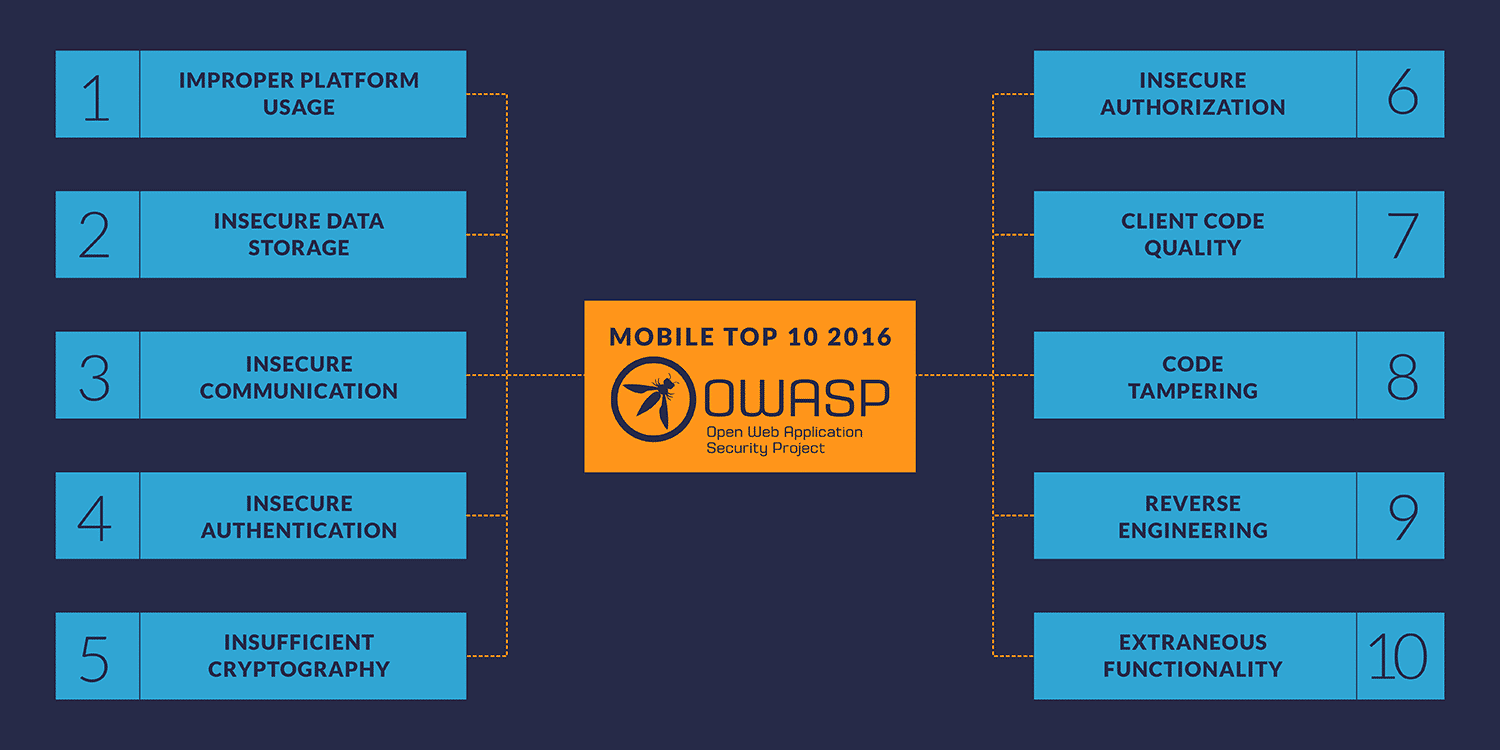 1
IMPROPER PLATFORM
USAGE
2
INSECURE DATA
STORAGE
3
INSECURE
COMMUNICATION
4
INSECURE
AUTHENTICATION
5
INSUFFICIENT
CRYPTOGRAPHY
MOBILE TOP 10 2016
OWASP
Open Web Application
Security Project
INSECURE
AUTHORIZATION
6
CLIENT CODE
QUALITY
7
CODE
TAMPERING
8
REVERSE
ENGINEERING
9
EXTRANEOUS
FUNCTIONALITY
10